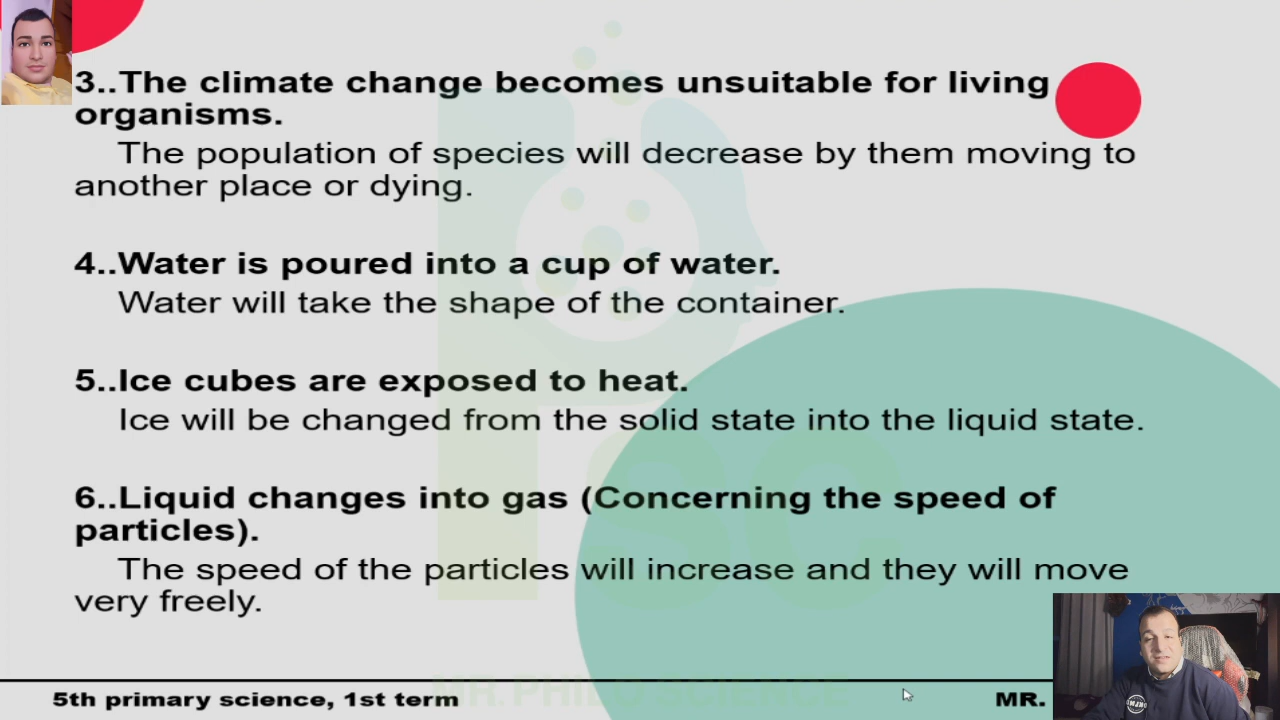 3..The climate change becomes unsuitable for living
organisms.
The population of species will decrease by them moving to
another place or dying.
4..Water is poured into a cup of water.
Water will take the shape of the container.
5..Ice cubes are exposed to heat.
Ice will be changed from the solid state into the liquid state.
6..Liquid changes into gas (Concerning the speed of
particles).
The speed of the particles will increase and they will move
very freely.
MR. PHILO SCIENCE
5th primary science, 1st term
MR.